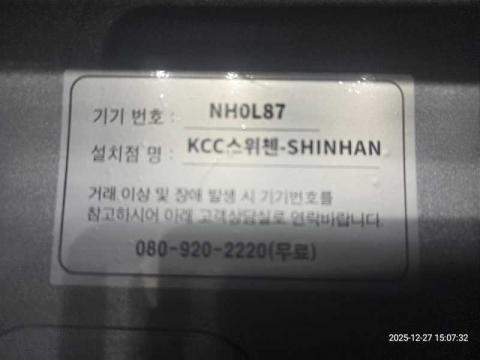 기기 번호 : NH0L87
설치점 명 : KCC스위첸-SHINHAN
거래 이상 및 장애 발생 시 기기번호를
참고하시어 아래 고객상담실로 연락바랍니다.
080-920-2220(무료)
2025-12-27 15:07:32